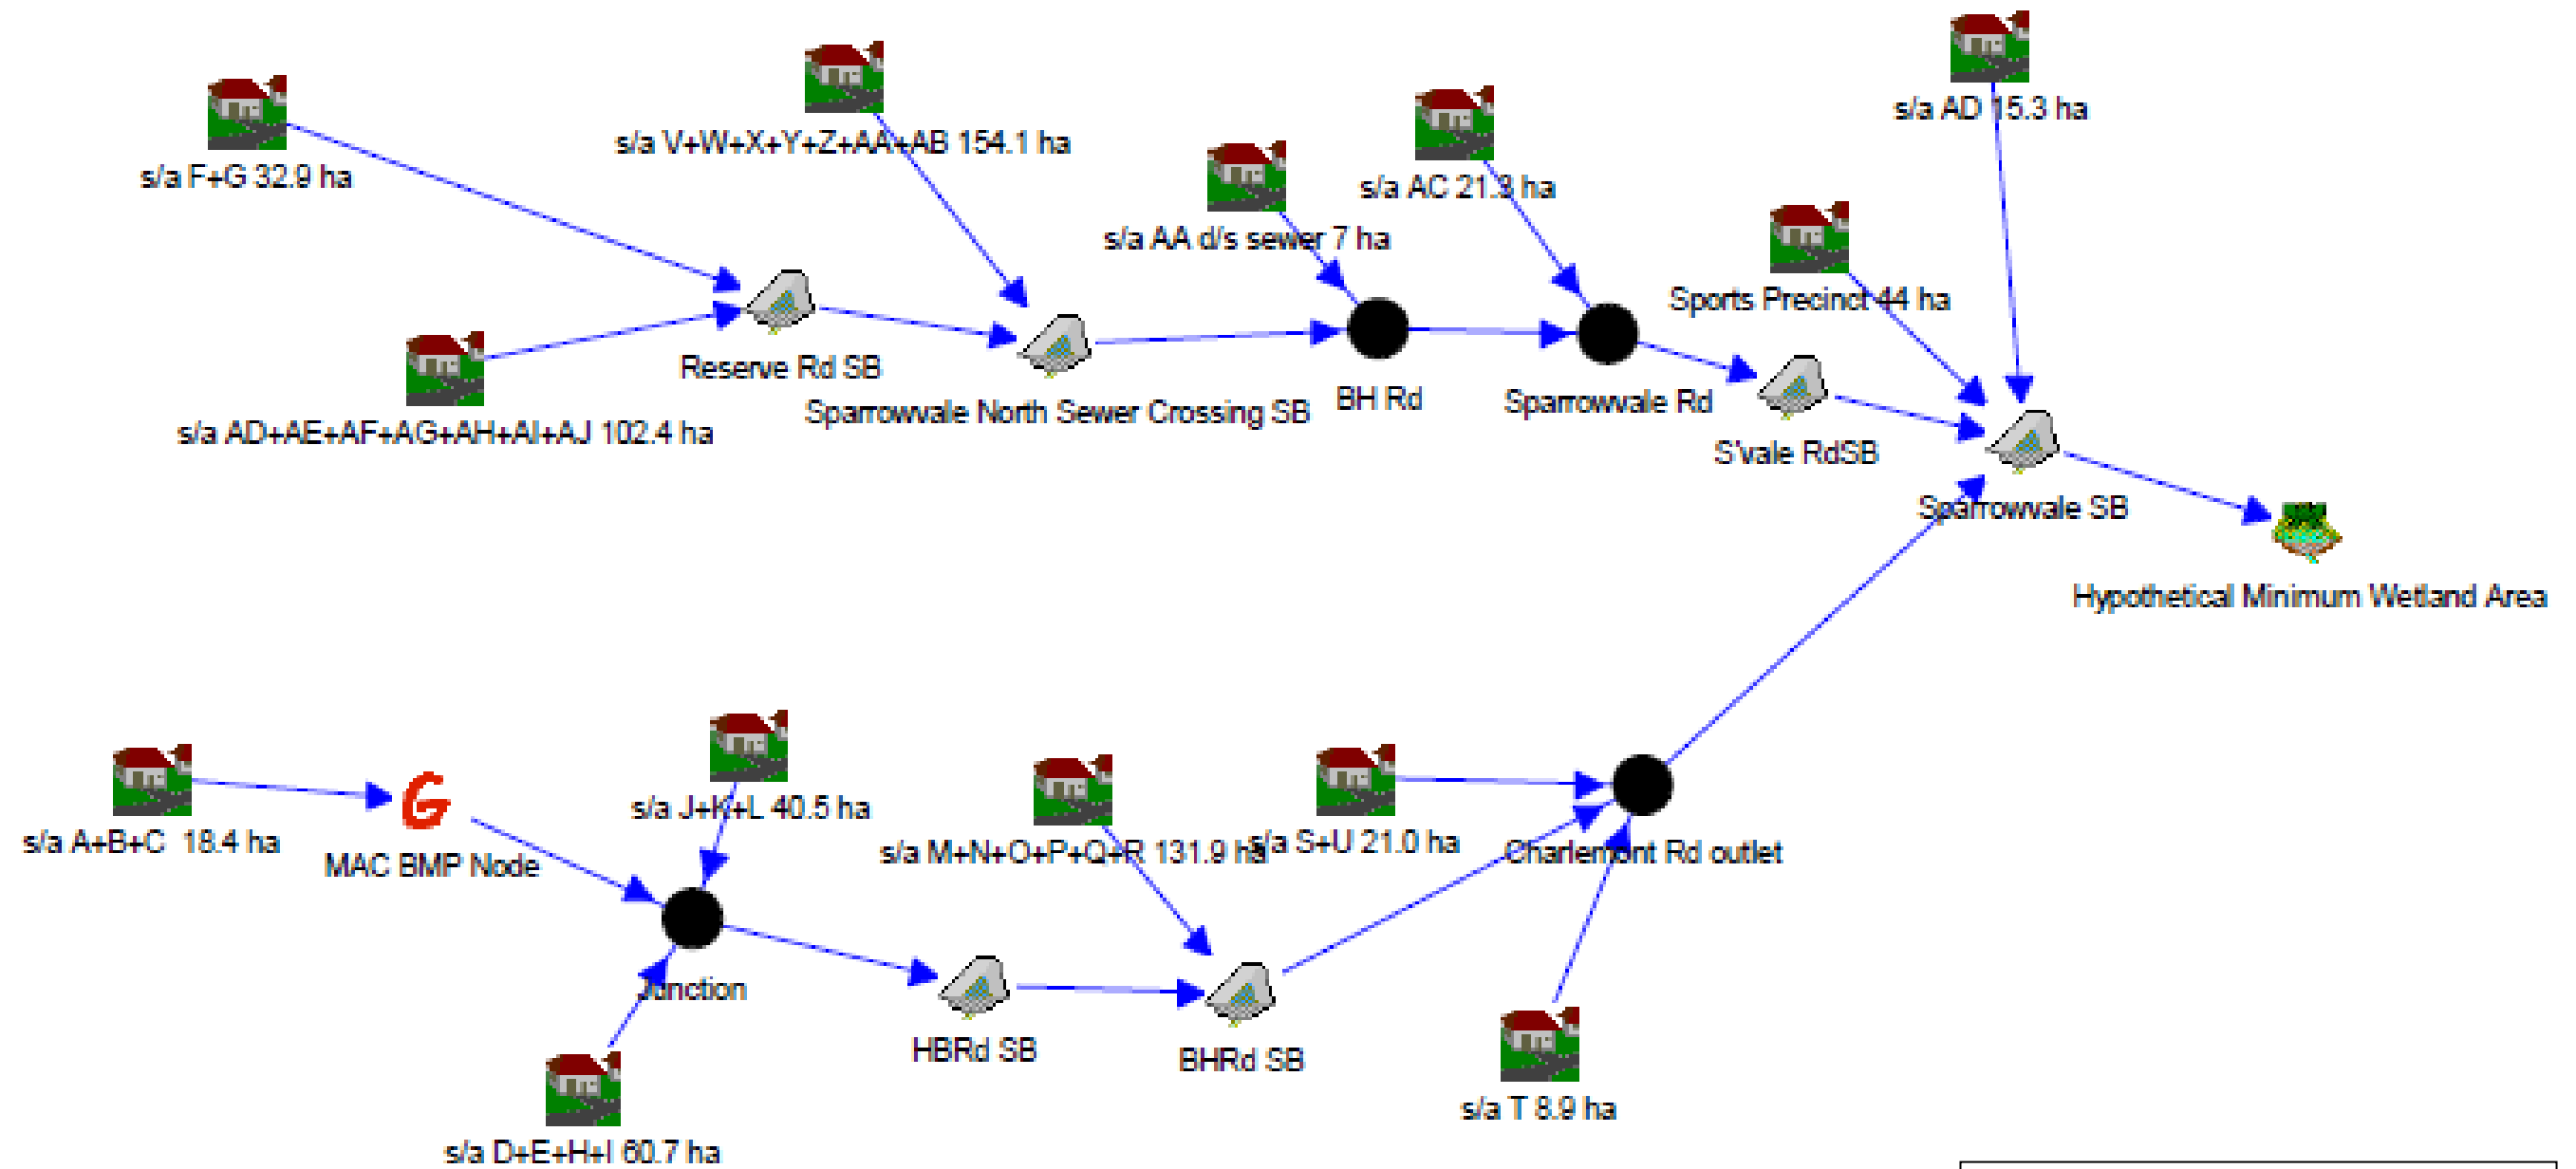 s/a AD 15.3 ha
s/a V+W+X+Y+Z+AA+AB 154.1 ha
s/a F+G 32.9 ha
s/a AC 21.3 ha
s/a AA d/s sewer 7 ha
Sports Precinct 44 ha
Reserve Rd SB
Sparrowvale North Sewer Crossing SB
BH Rd
Sparrowvale Rd
s/a AD+AE+AF+AG+AH+AI+AJ 102.4 ha
S'vale RdSB
Sparrowvale SB
Hypothetical Minimum Wetland Area
s/a J+K+L 40.5 ha
s/a A+B+C 18.4 ha
MAC BMP Node
s/a M+N+O+P+Q+R 131.9 ha
s/a S+U 21.0 ha
Charlemont Rd outlet
Junction
HBRd SB
BHRd SB
s/a T 8.9 ha
s/a D+E+H+I 60.7 ha